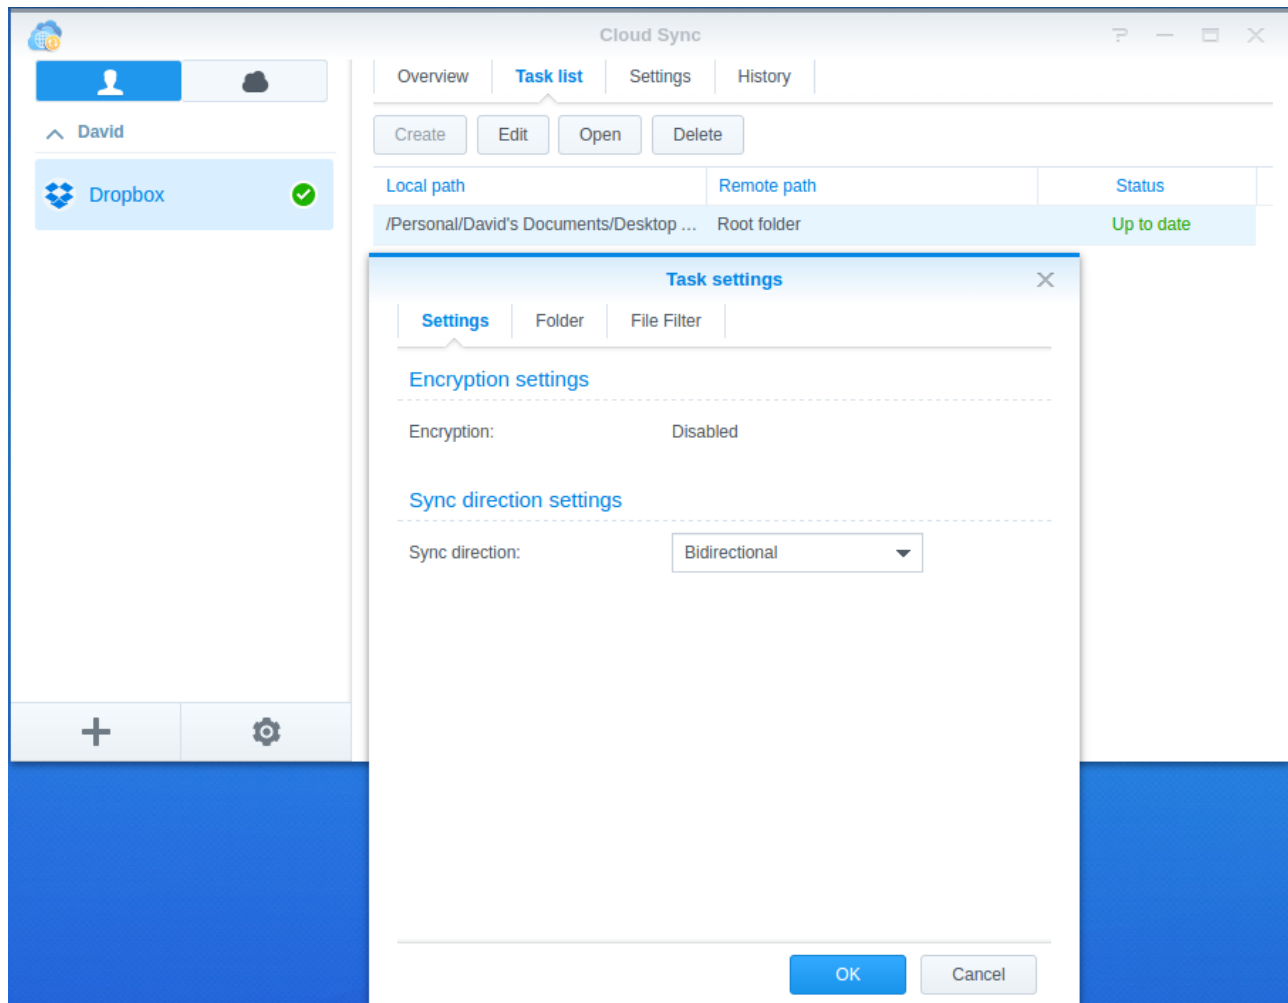 Cloud Sync
David
Dropbox
Overview Task list Settings History
Create Edit Open Delete
Local path Remote path Status
/Personal/David's Documents/Desktop ... Root folder Up to date
Task settings
Settings Folder File Filter
Encryption settings
Encryption: Disabled
Sync direction settings
Sync direction: Bidirectional
OK Cancel